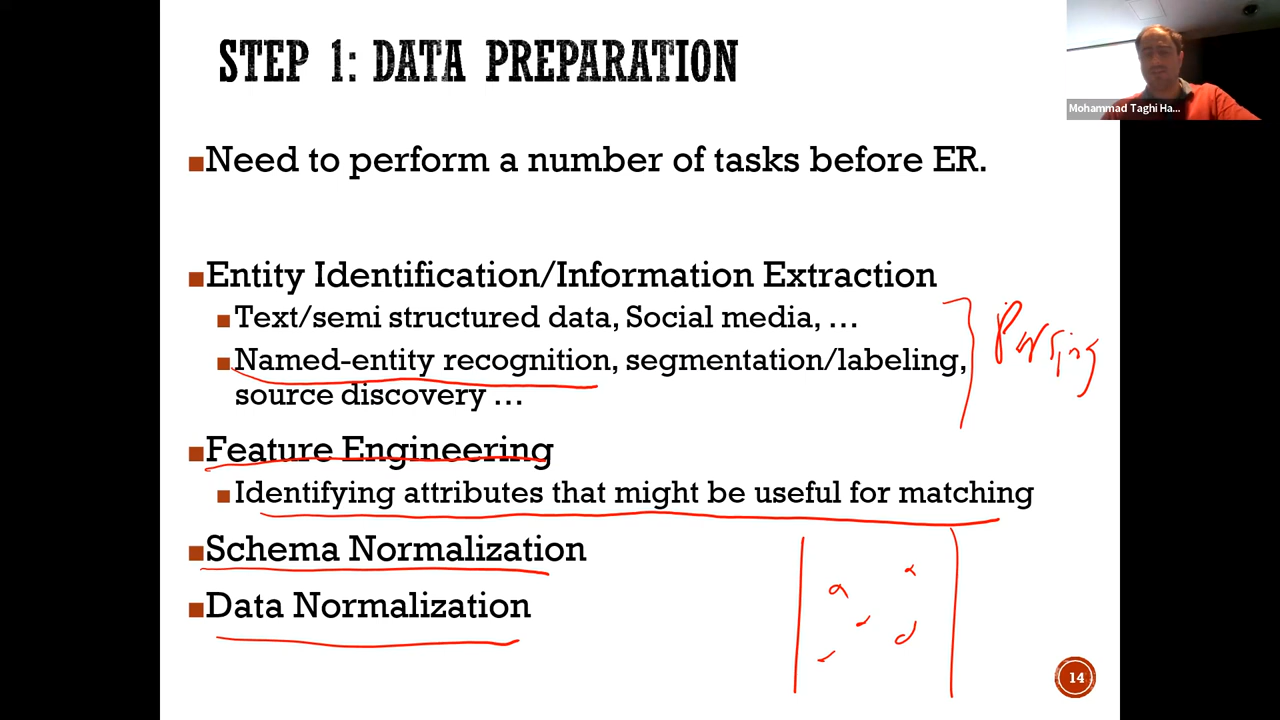 STEP 1: DATA PREPARATION
Mohammad Taghi Ha...
■Need to perform a number of tasks before ER.
■Entity Identification/Information Extraction
■Text/semi structured data, Social media, …
■Named-entity recognition, segmentation/labeling,
source discovery …
Parsing
■Feature Engineering
■Identifying attributes that might be useful for matching
■Schema Normalization
■Data Normalization
14